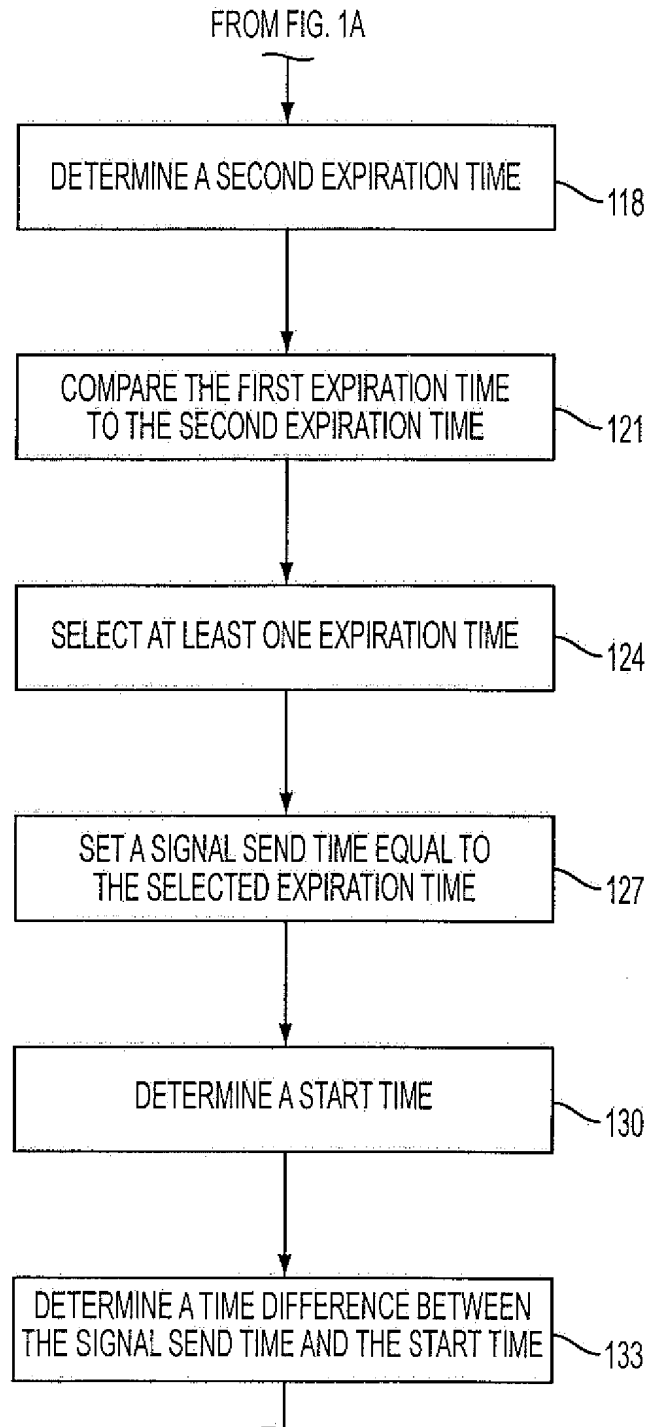 FROM FIG. 1A
DETERMINE A SECOND EXPIRATION TIME
118
COMPARE THE FIRST EXPIRATION TIME
TO THE SECOND EXPIRATION TIME
121
SELECT AT LEAST ONE EXPIRATION TIME
124
SET A SIGNAL SEND TIME EQUAL TO
THE SELECTED EXPIRATION TIME
127
DETERMINE A START TIME
130
DETERMINE A TIME DIFFERENCE BETWEEN
THE SIGNAL SEND TIME AND THE START TIME
133